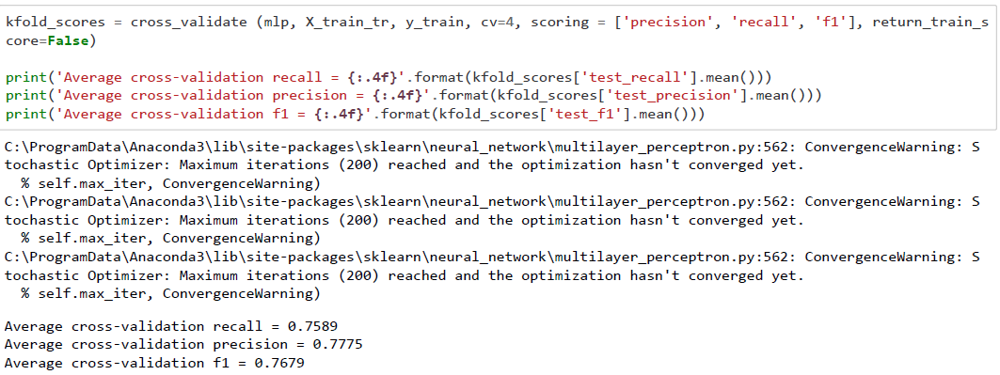 kfold_scores = cross_validate (mlp, X_train_tr, y_train, cv=4, scoring = ['precision', 'recall', 'f1'], return_train_s
core=False)
print('Average cross-validation recall = {:.4f}'.format(kfold_scores['test_recall'].mean()))
print('Average cross-validation precision = {:.4f}'.format(kfold_scores['test_precision'].mean()))
print('Average cross-validation f1 = {:.4f}'.format(kfold_scores['test_f1'].mean()))
C:\ProgramData\Anaconda3\lib\site-packages\sklearn\neural_network\multilayer_perceptron.py:562: ConvergenceWarning: S
tochastic Optimizer: Maximum iterations (200) reached and the optimization hasn't converged yet.
  % self.max_iter, ConvergenceWarning)
C:\ProgramData\Anaconda3\lib\site-packages\sklearn\neural_network\multilayer_perceptron.py:562: ConvergenceWarning: S
tochastic Optimizer: Maximum iterations (200) reached and the optimization hasn't converged yet.
  % self.max_iter, ConvergenceWarning)
C:\ProgramData\Anaconda3\lib\site-packages\sklearn\neural_network\multilayer_perceptron.py:562: ConvergenceWarning: S
tochastic Optimizer: Maximum iterations (200) reached and the optimization hasn't converged yet.
  % self.max_iter, ConvergenceWarning)
Average cross-validation recall = 0.7589
Average cross-validation precision = 0.7775
Average cross-validation f1 = 0.7679